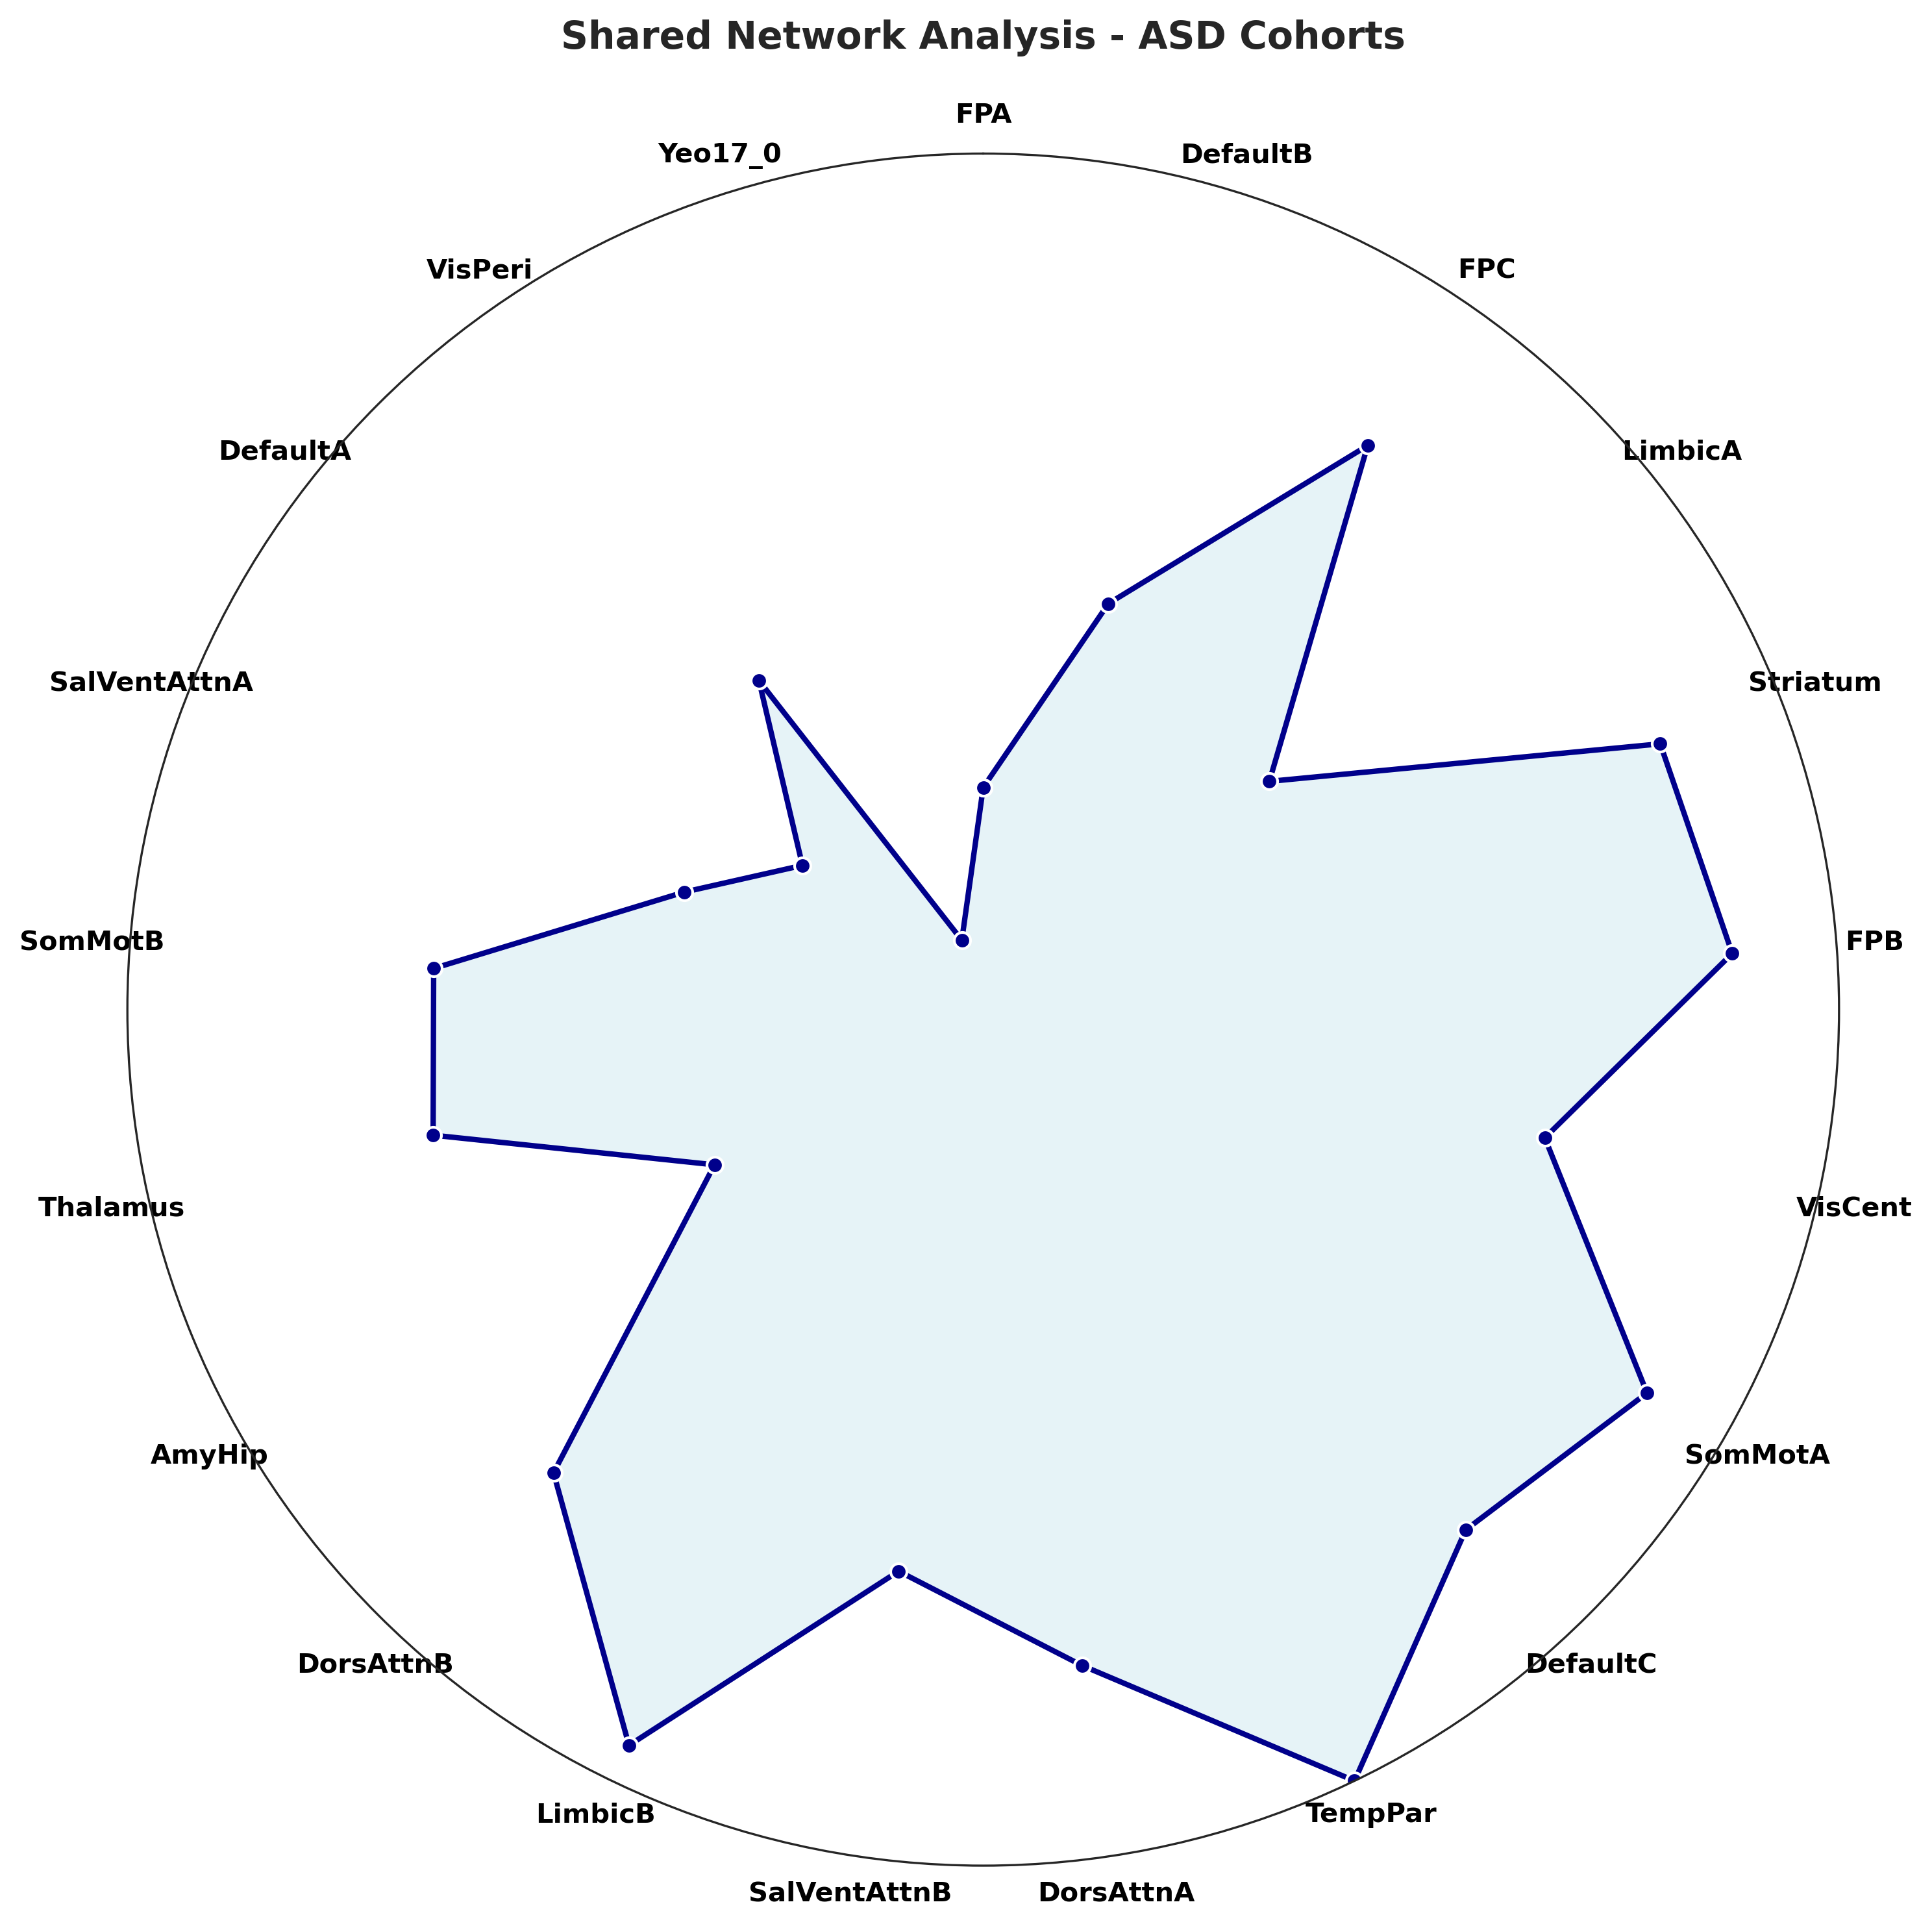 Shared Network Analysis - ASD Cohorts
FPA
Yeo17_0
DefaultB
VisPeri
FPC
DefaultA
LimbicA
SalVentAttnA
Striatum
SomMotB
FPB
Thalamus
VisCent
AmyHip
SomMotA
DorsAttnB
DefaultC
LimbicB
TempPar
SalVentAttnB
DorsAttnA